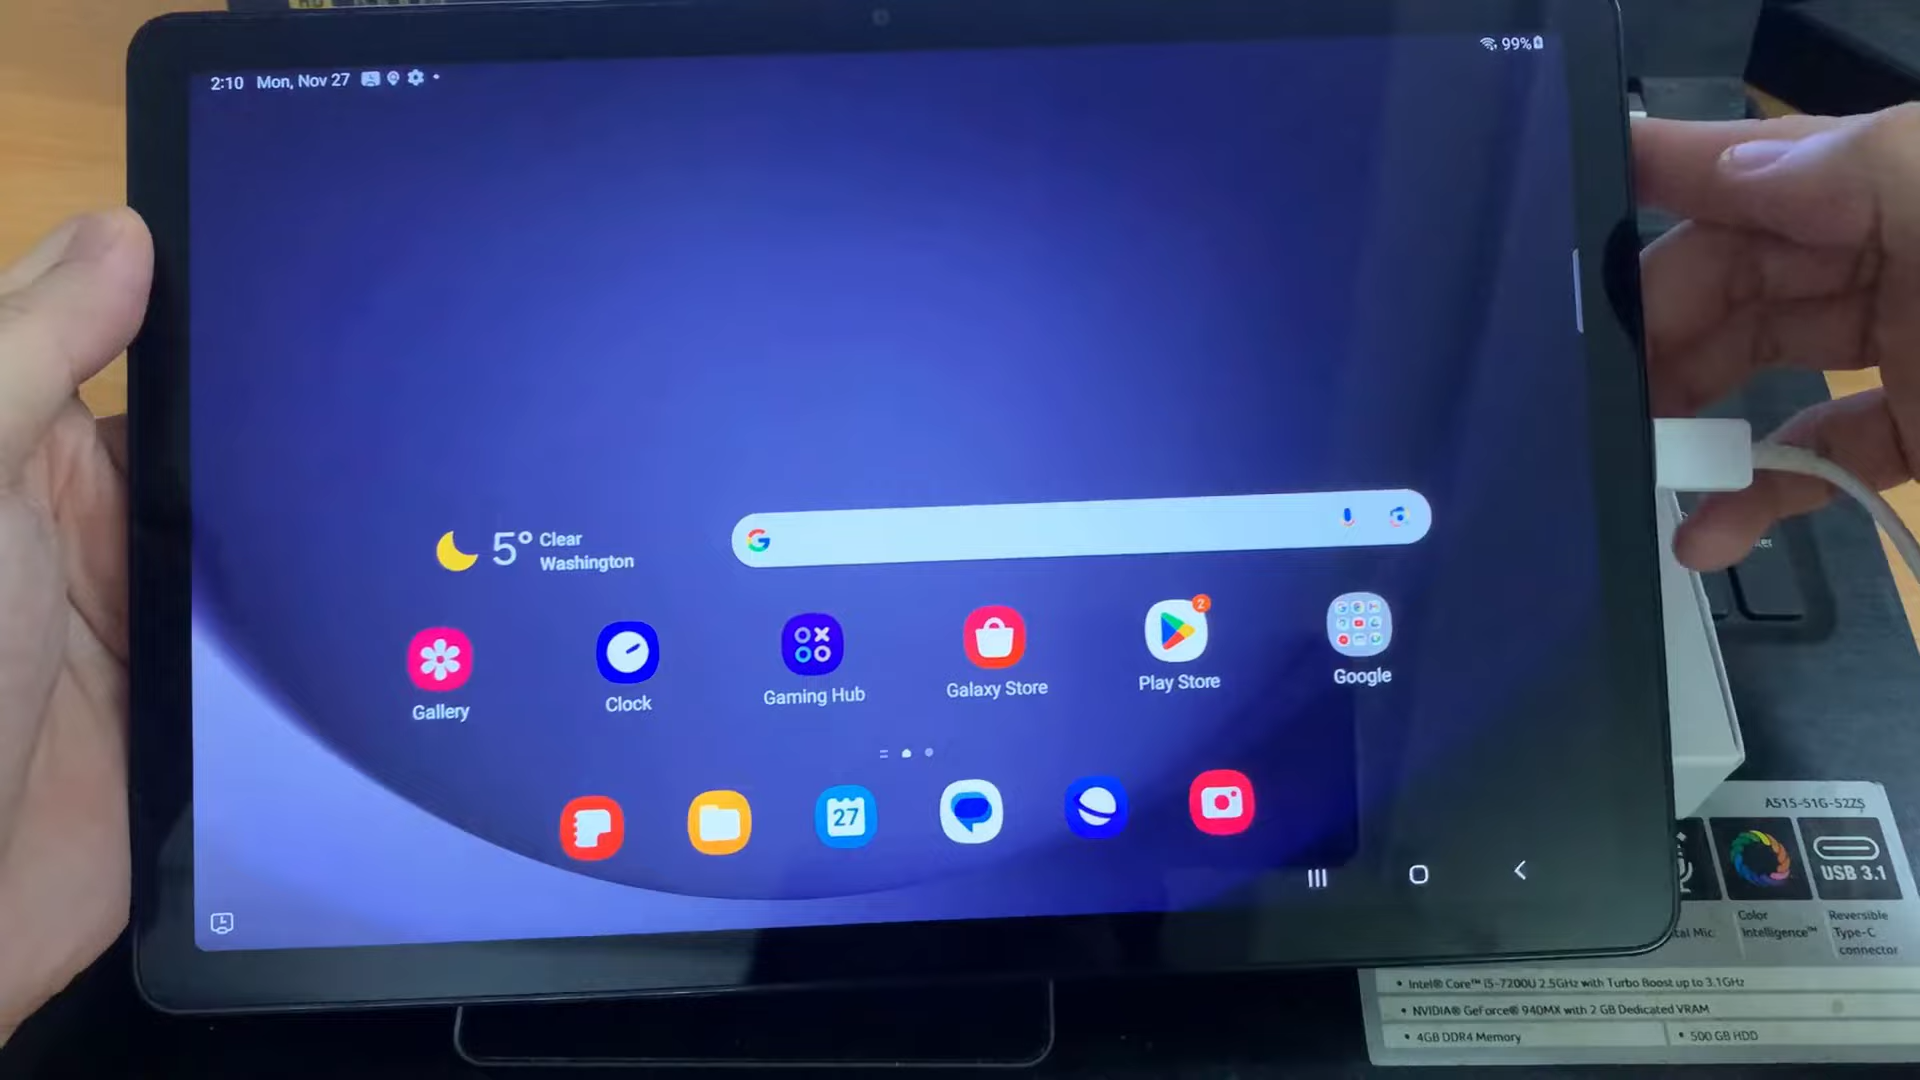 2:10 Mon, Nov 27
99%
5° Clear
Washington
G
Gallery
Clock
Gaming Hub
Galaxy Store
2
Play Store
Google
27
A515-51G-52ZS
USB 3.1
Color
Intelligence™
Reversible
Type-C
connector
tal Mic
• Intel® Core™ i5-7200U 2.5GHz with Turbo Boost up to 3.1GHz
• NVIDIA® GeForce® 940MX with 2 GB Dedicated VRAM
• 4GB DDR4 Memory
• 500 GB HDD